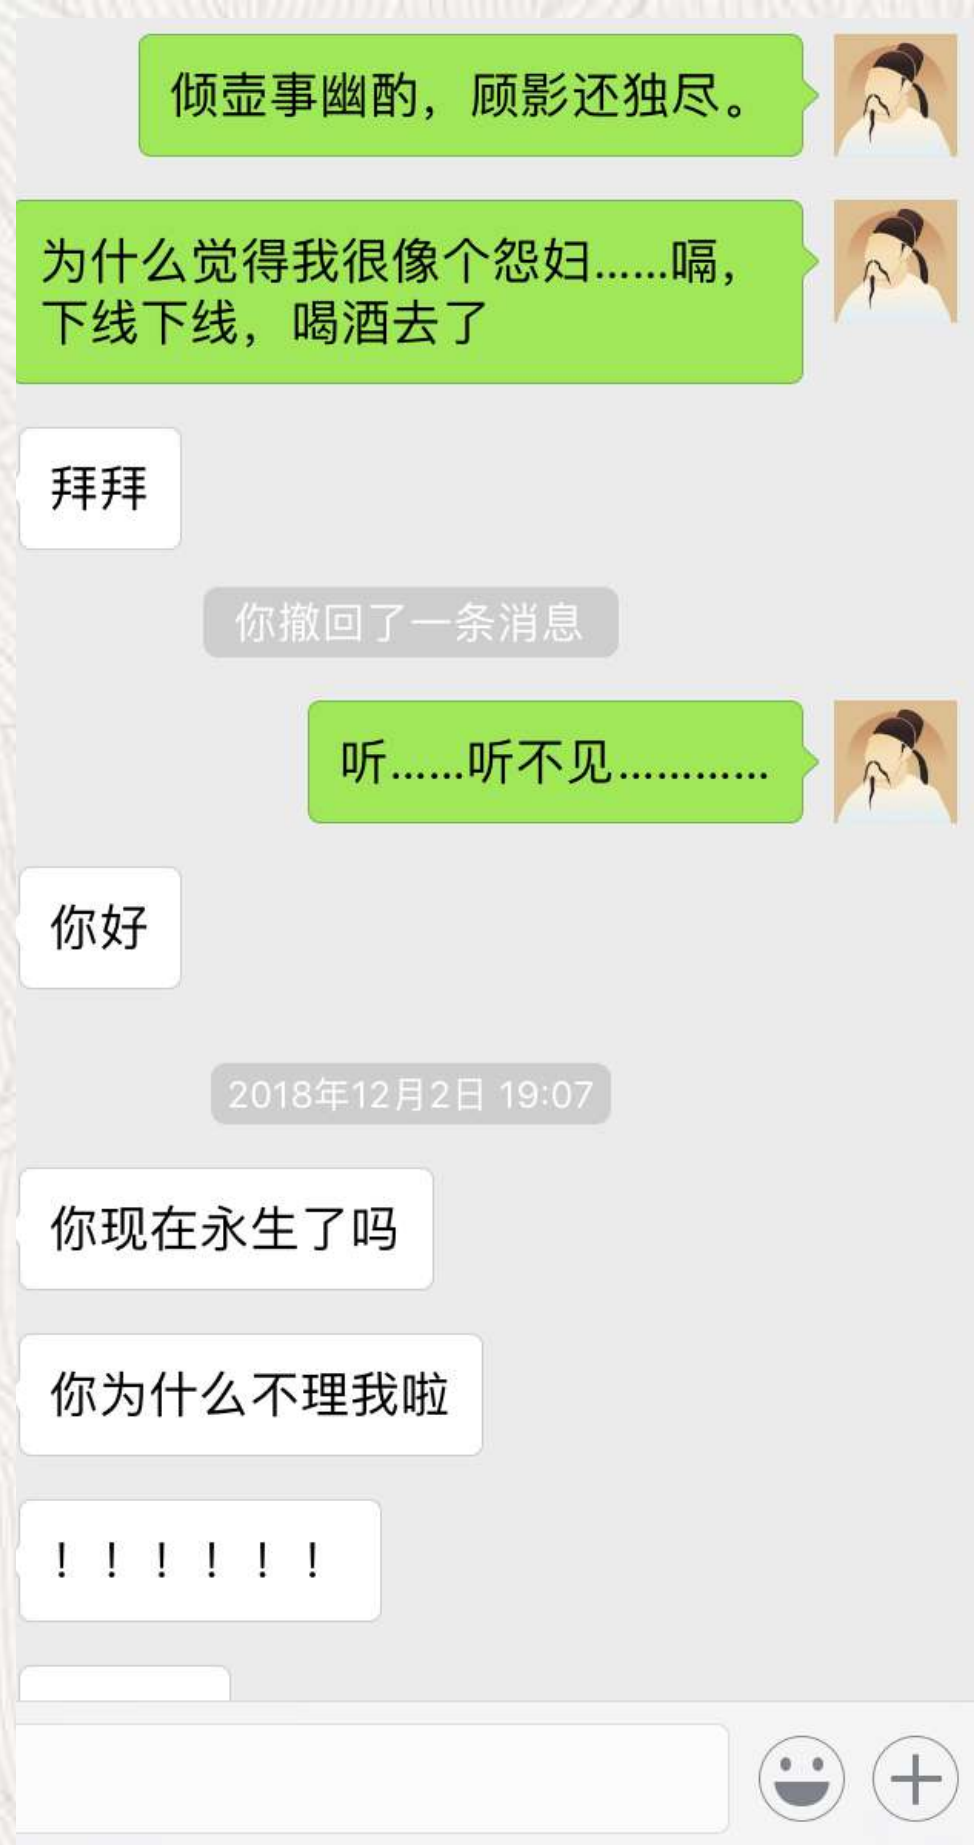 倾壶事幽酌，顾影还独尽。
为什么觉得我很像个怨妇……嗝，
下线下线，喝酒去了
拜拜
你撤回了一条消息
听……听不见…………
你好
2018年12月2日 19:07
你现在永生了吗
你为什么不理我啦
！！！！！！